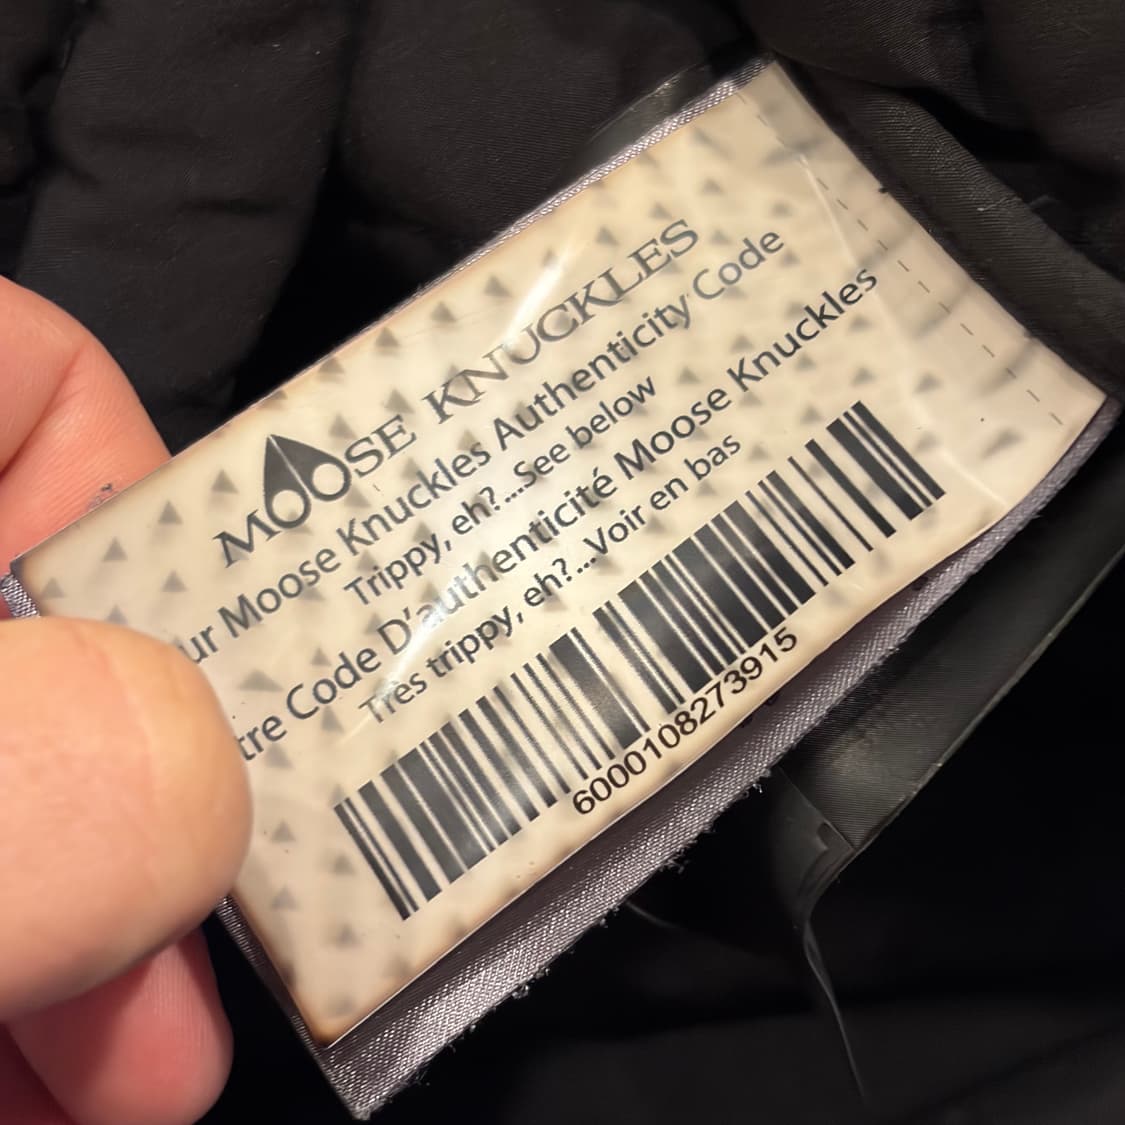 MOOSE KNUCKLES
ur Moose Knuckles Authenticity Code
Trippy, eh?...See below
tre Code D'authenticité Moose Knuckles
Très trippy, eh?...Voir en bas
6000108273915